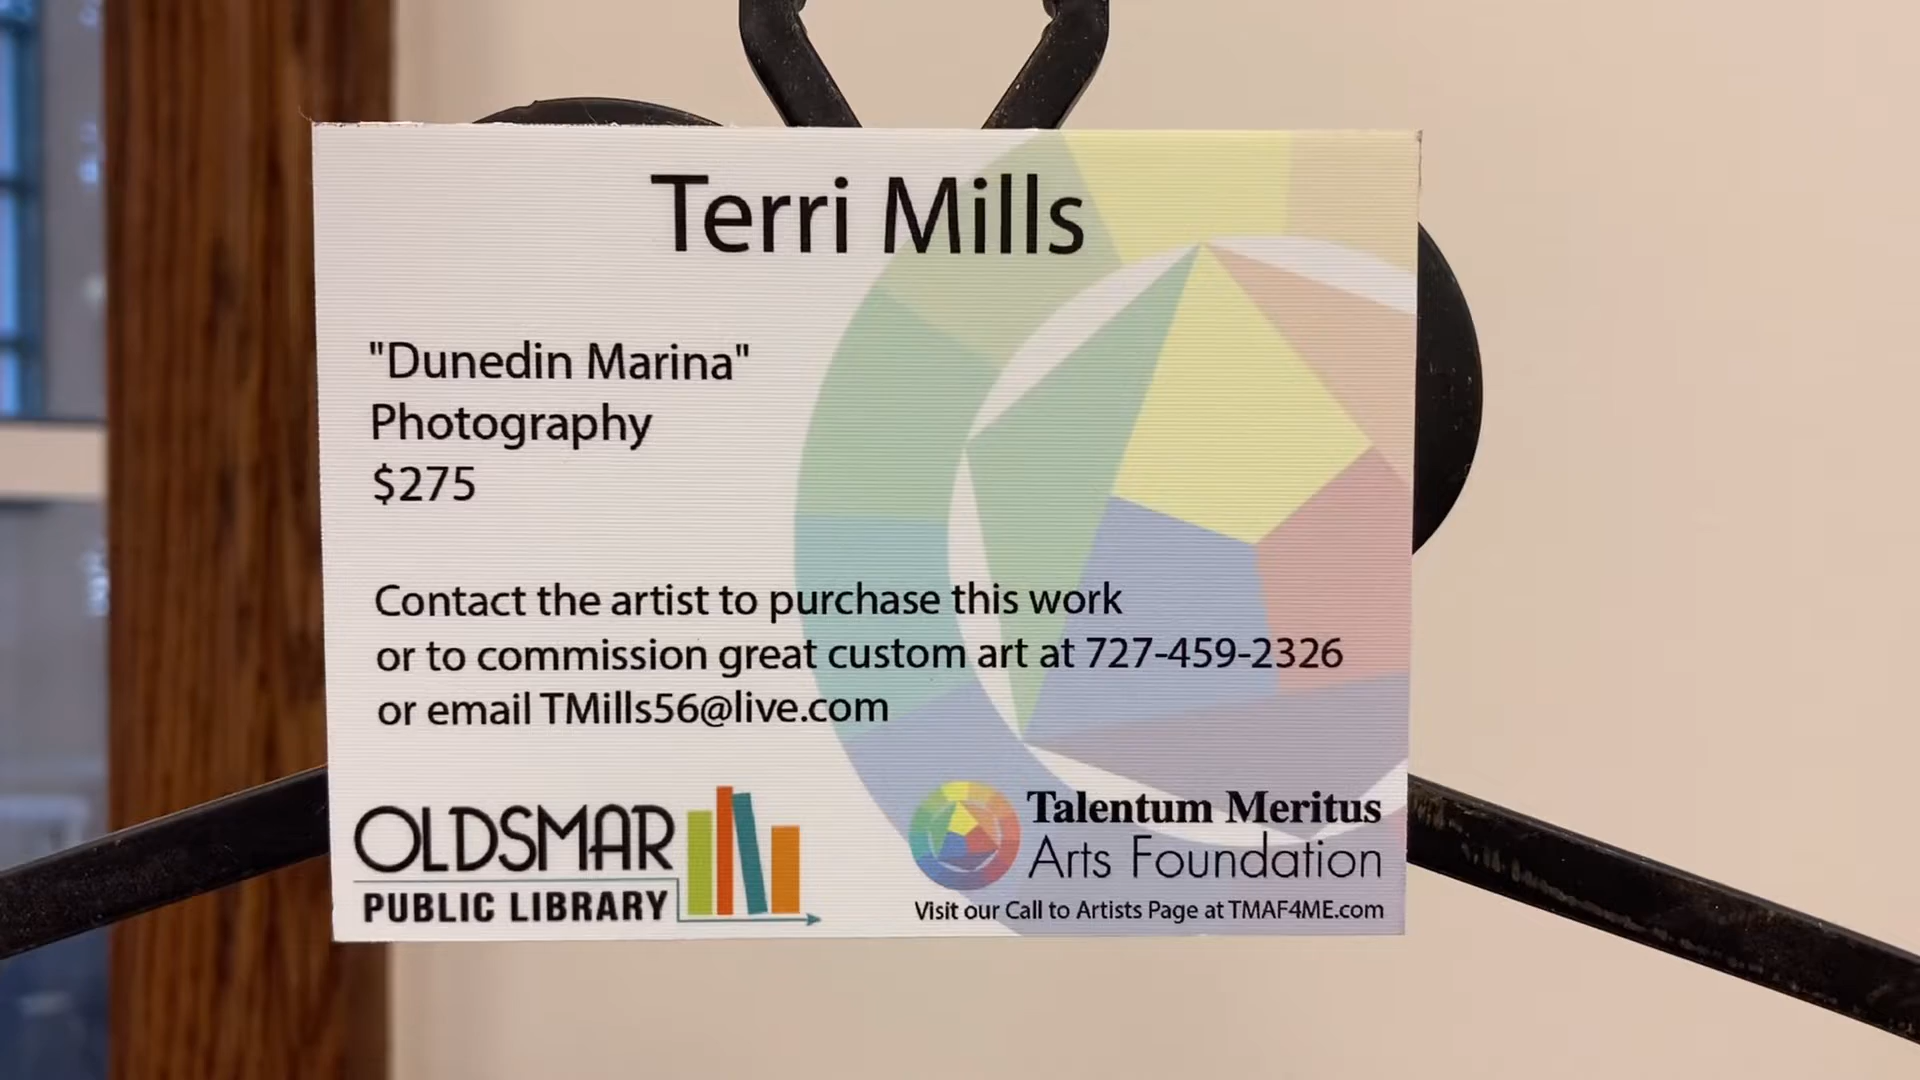 Terri Mills
"Dunedin Marina"
Photography
$275
Contact the artist to purchase this work
or to commission great custom art at 727-459-2326
or email TMills56@live.com
OLDSMAR
PUBLIC LIBRARY
Talentum Meritus
Arts Foundation
Visit our Call to Artists Page at TMAF4ME.com